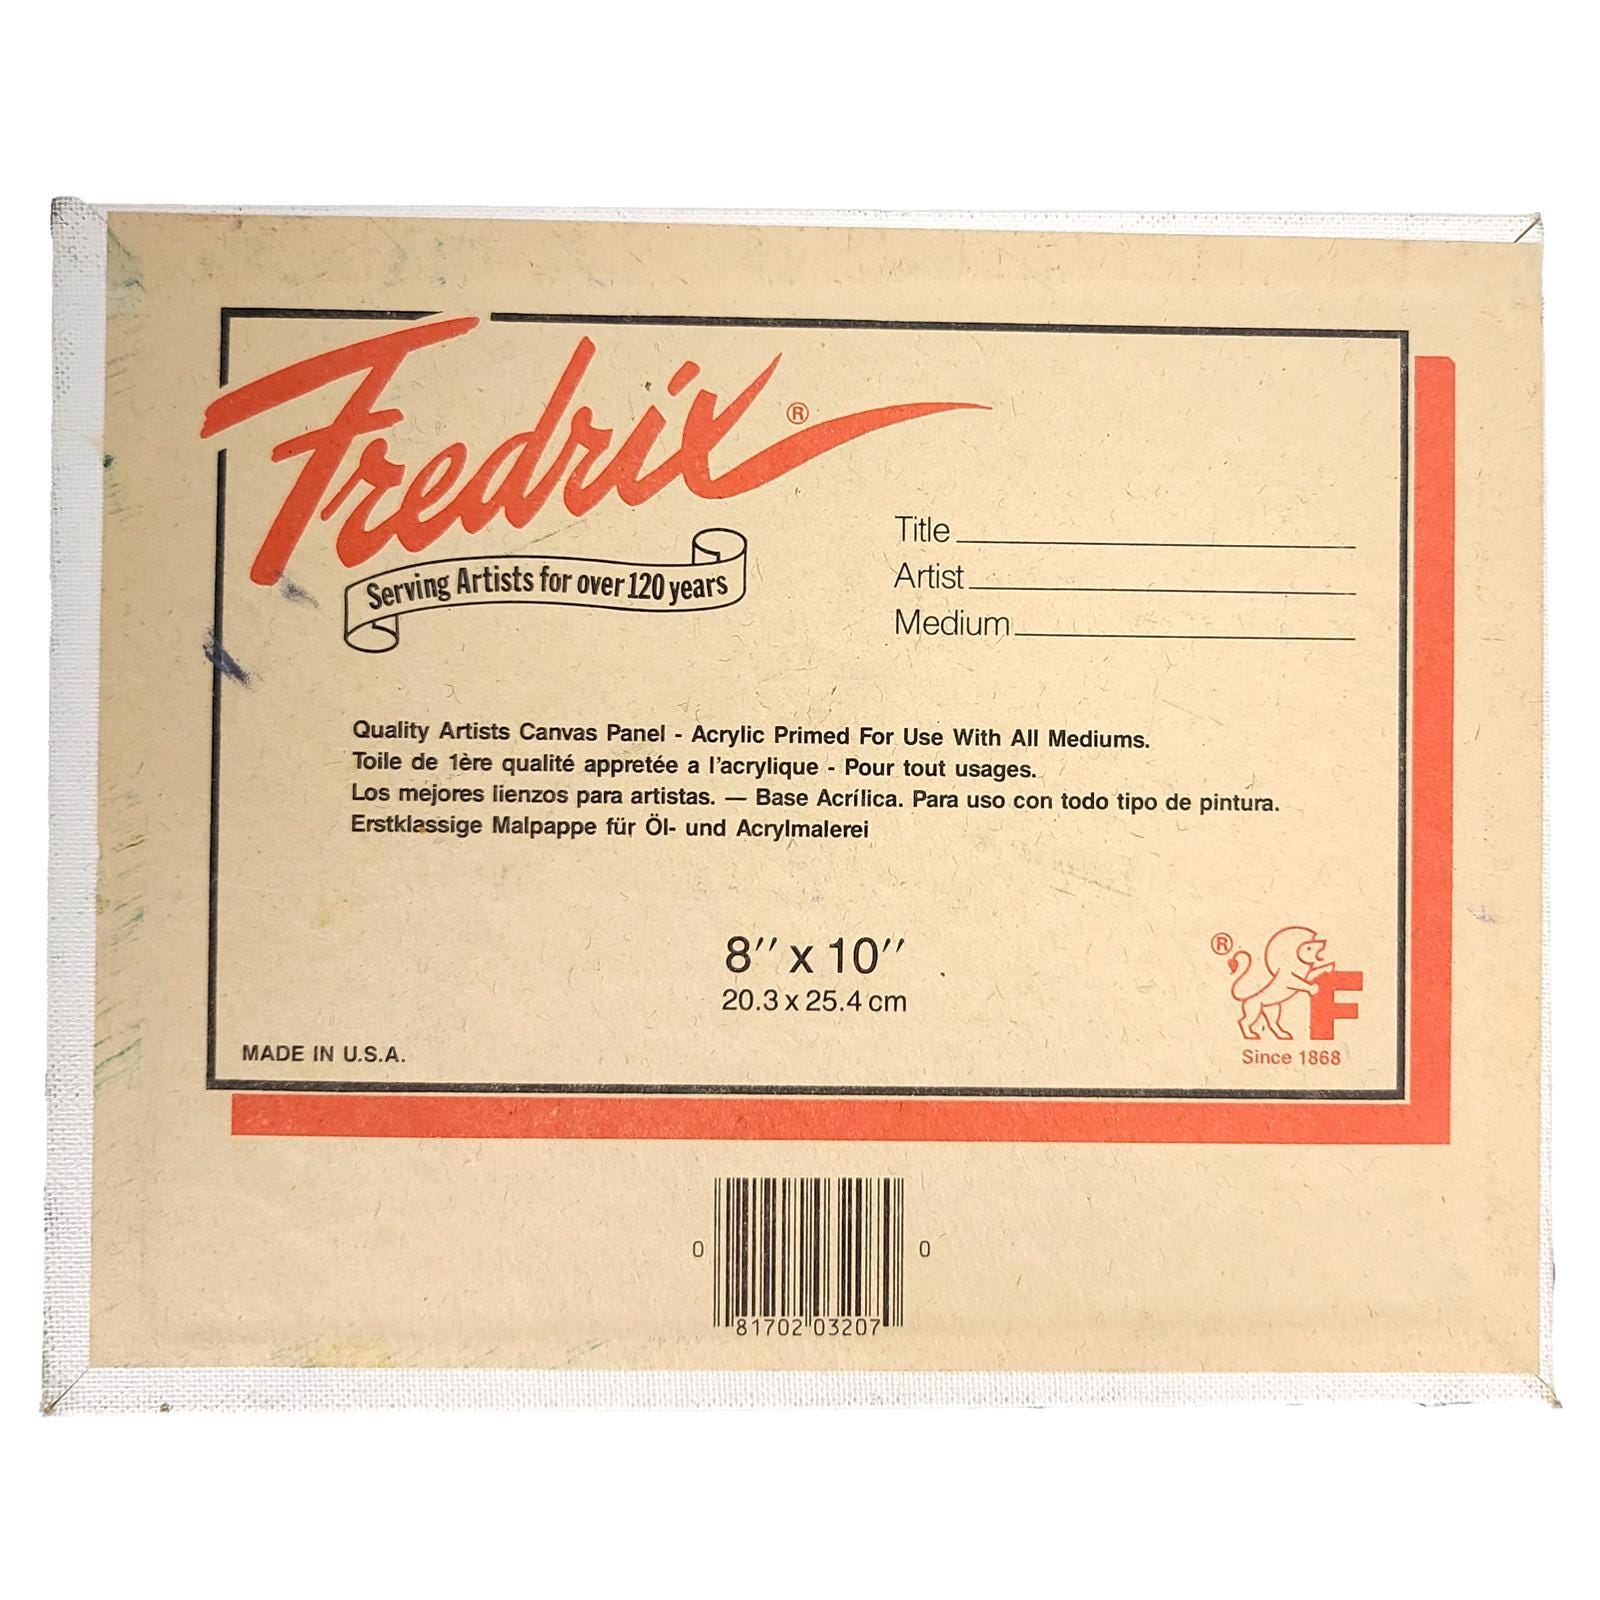 Fredrix®
Serving Artists for over 120 years
Title
Artist
Medium
Quality Artists Canvas Panel - Acrylic Primed For Use With All Mediums.
Toile de 1ère qualité appretée a l'acrylique - Pour tout usages.
Los mejores lienzos para artistas. — Base Acrílica. Para uso con todo tipo de pintura.
Erstklassige Malpappe für Öl- und Acrylmalerei
8″ x 10″
20.3 x 25.4 cm
MADE IN U.S.A.
® F
Since 1868
0 81702 03207 0